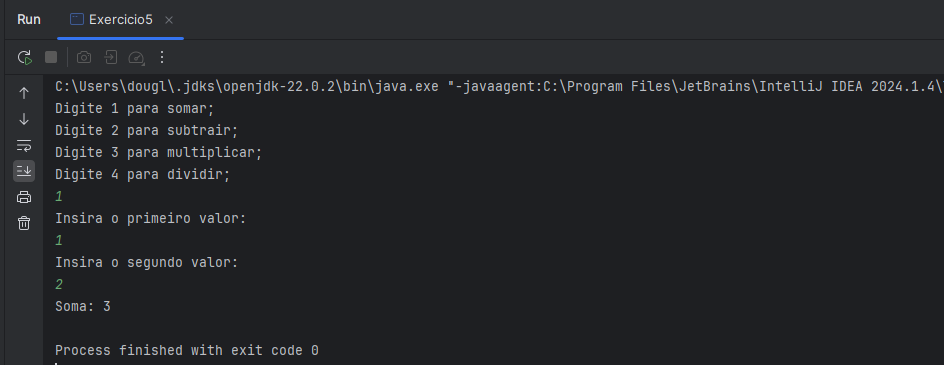 Run Exercicio5
C:\Users\dougl\.jdks\openjdk-22.0.2\bin\java.exe "-javaagent:C:\Program Files\JetBrains\IntelliJ IDEA 2024.1.4\
Digite 1 para somar;
Digite 2 para subtrair;
Digite 3 para multiplicar;
Digite 4 para dividir;
1
Insira o primeiro valor:
1
Insira o segundo valor:
2
Soma: 3
Process finished with exit code 0